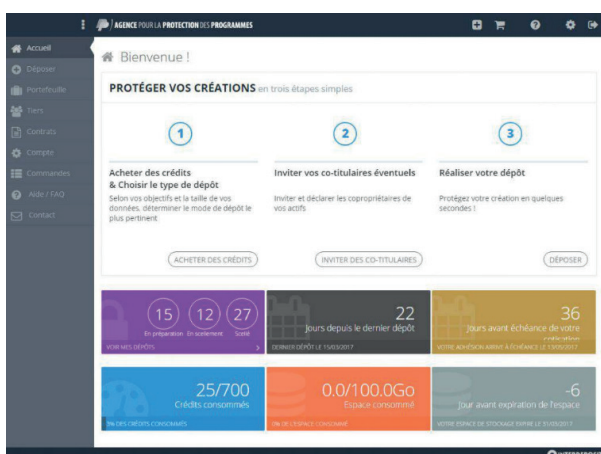 AGENCE POUR LA PROTECTION DES PROGRAMMES
Accueil
Déposer
Portefeuille
Tiers
Contrats
Compte
Commandes
Aide / FAQ
Contact
Bienvenue !
PROTÉGER VOS CRÉATIONS en trois étapes simples
1
2
3
Acheter des crédits
& Choisir le type de dépôt
Selon vos objectifs et la taille de vos
données, déterminer le mode de dépôt le
plus pertinent
ACHETER DES CRÉDITS
Inviter vos co-titulaires éventuels
Inviter et déclarer les copropriétaires de
vos actifs
INVITER DES CO-TITULAIRES
Réaliser votre dépôt
Protégez votre création en quelques
secondes !
DÉPOSER
15 12 27
En préparation En scellement Scellé
VOIR MES DÉPÔTS
22
Jours depuis le dernier dépôt
DERNIER DÉPÔT LE 15/03/2017
36
Jours avant échéance de votre
cotisation
VOTRE ADHÉSION ARRIVE À ÉCHÉANCE LE
25/700
Crédits consommés
DES CRÉDITS CONSOMMÉS
0.0/100.0Go
Espace consommé
DE L'ESPACE CONSOMMÉ
-6
Jour avant expiration de l'espace
VOTRE ESPACE DE STOCKAGE EXPIRE LE